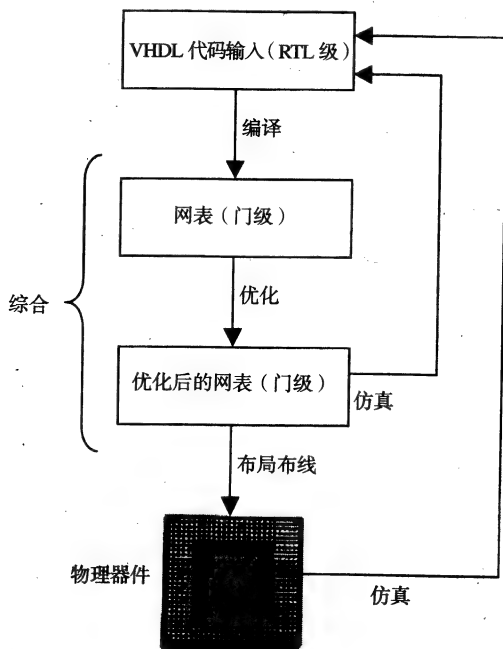 VHDL 代码输入（RTL 级）
编译
网表（门级）
综合
优化
优化后的网表（门级）
仿真
布局布线
物理器件
仿真